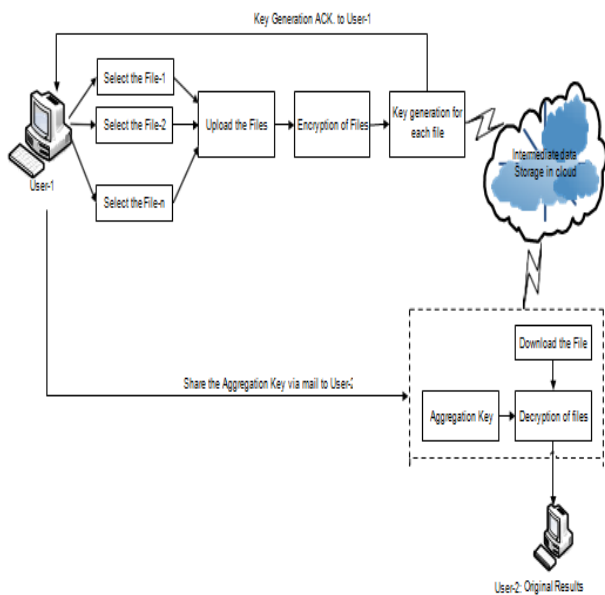 Key Generation ACK. to User-1
Select the File-1
Select the File-2
Select the File-n
User-1
Upload the Files
Encryption of Files
Key generation for
each file
Intermediate data
Storage in cloud
Share the Aggregation Key via mail to User-2
Download the File
Aggregation Key
Decryption of files
User-2: Original Results